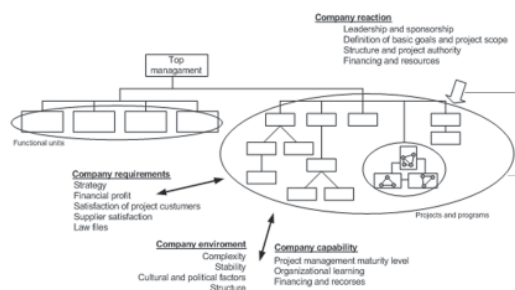 Company reaction
Leadership and sponsorship
Definition of basic goals and project scope
Structure and project authority
Financing and resources
Top
managament
Functional units
Company requirements
Strategy
Financial profit
Satisfaction of project custumers
Supplier satisfaction
Law files
Projects and programs
Company enviroment
Complexity
Stability
Cultural and political factors
Structure
Company capability
Project management maturity level
Organizational learning
Financing and recorses